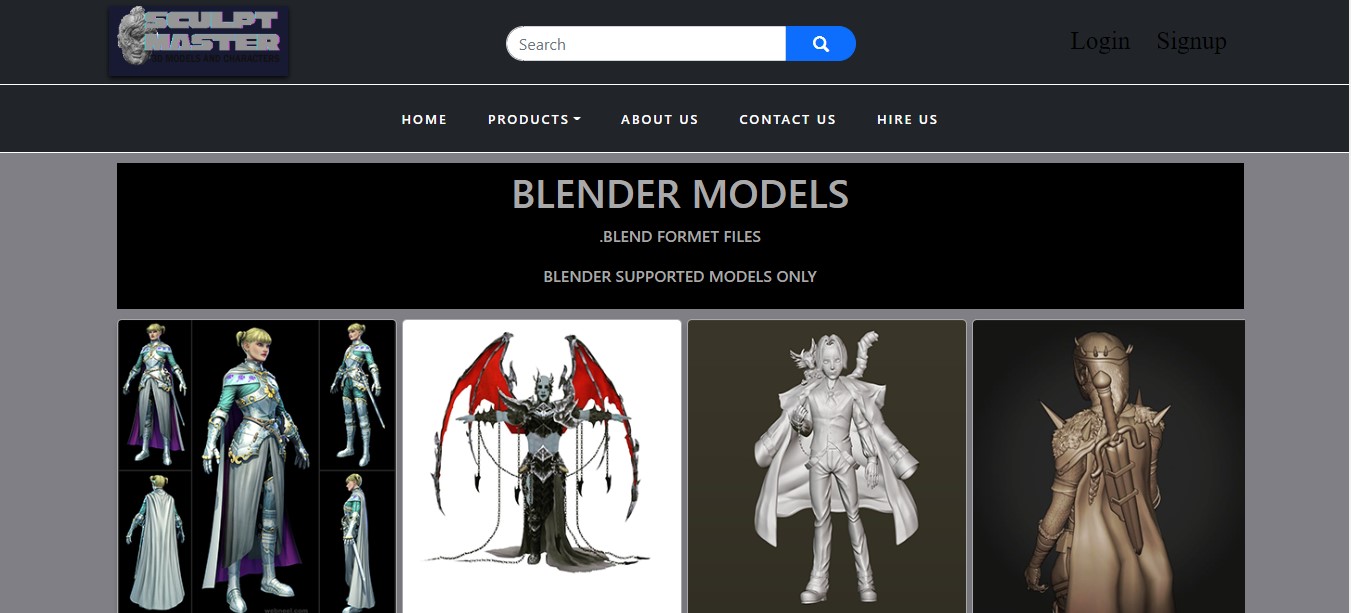 SCULPT
MASTER
3D MODELS AND CHARACTERS
Search
Login Signup
HOME PRODUCTS ABOUT US CONTACT US HIRE US
BLENDER MODELS
.BLEND FORMET FILES
BLENDER SUPPORTED MODELS ONLY